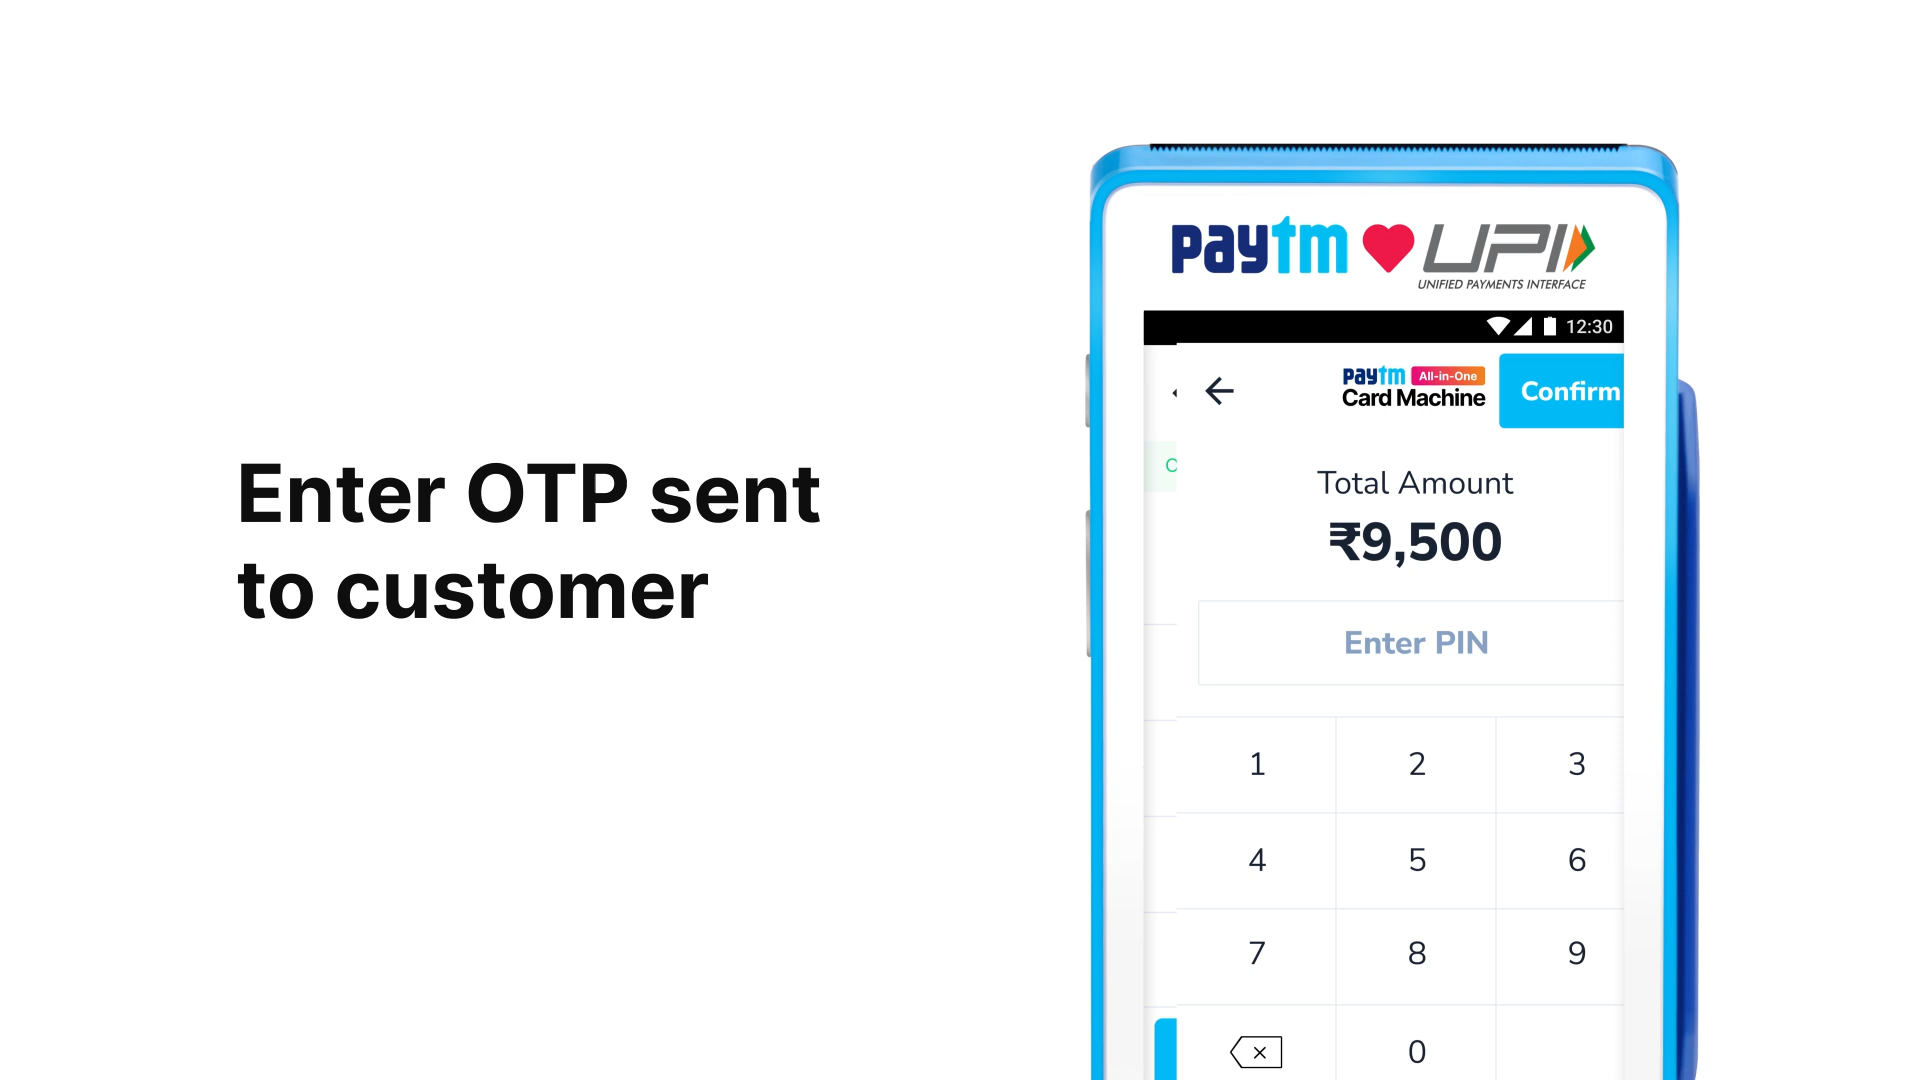 Enter OTP sent
to customer
paytm UPI
UNIFIED PAYMENTS INTERFACE
12:30
paytm All-in-One
Card Machine
Confirm
Total Amount
₹9,500
Enter PIN
1 2 3
4 5 6
7 8 9
0